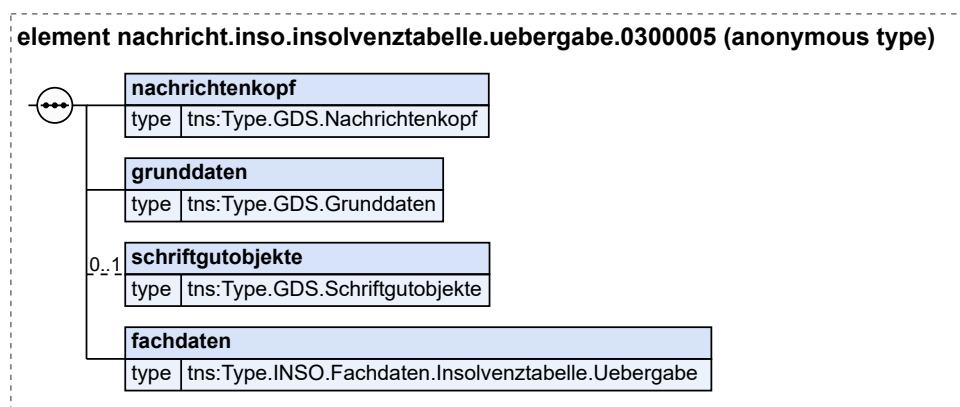 element nachricht.inso.insolvenztabelle.uebergabe.0300005 (anonymous type)
nachrichtenkopf
type tns:Type.GDS.Nachrichtenkopf
grunddaten
type tns:Type.GDS.Grunddaten
0..1
schriftgutobjekte
type tns:Type.GDS.Schriftgutobjekte
fachdaten
type tns:Type.INSO.Fachdaten.Insolvenztabelle.Uebergabe